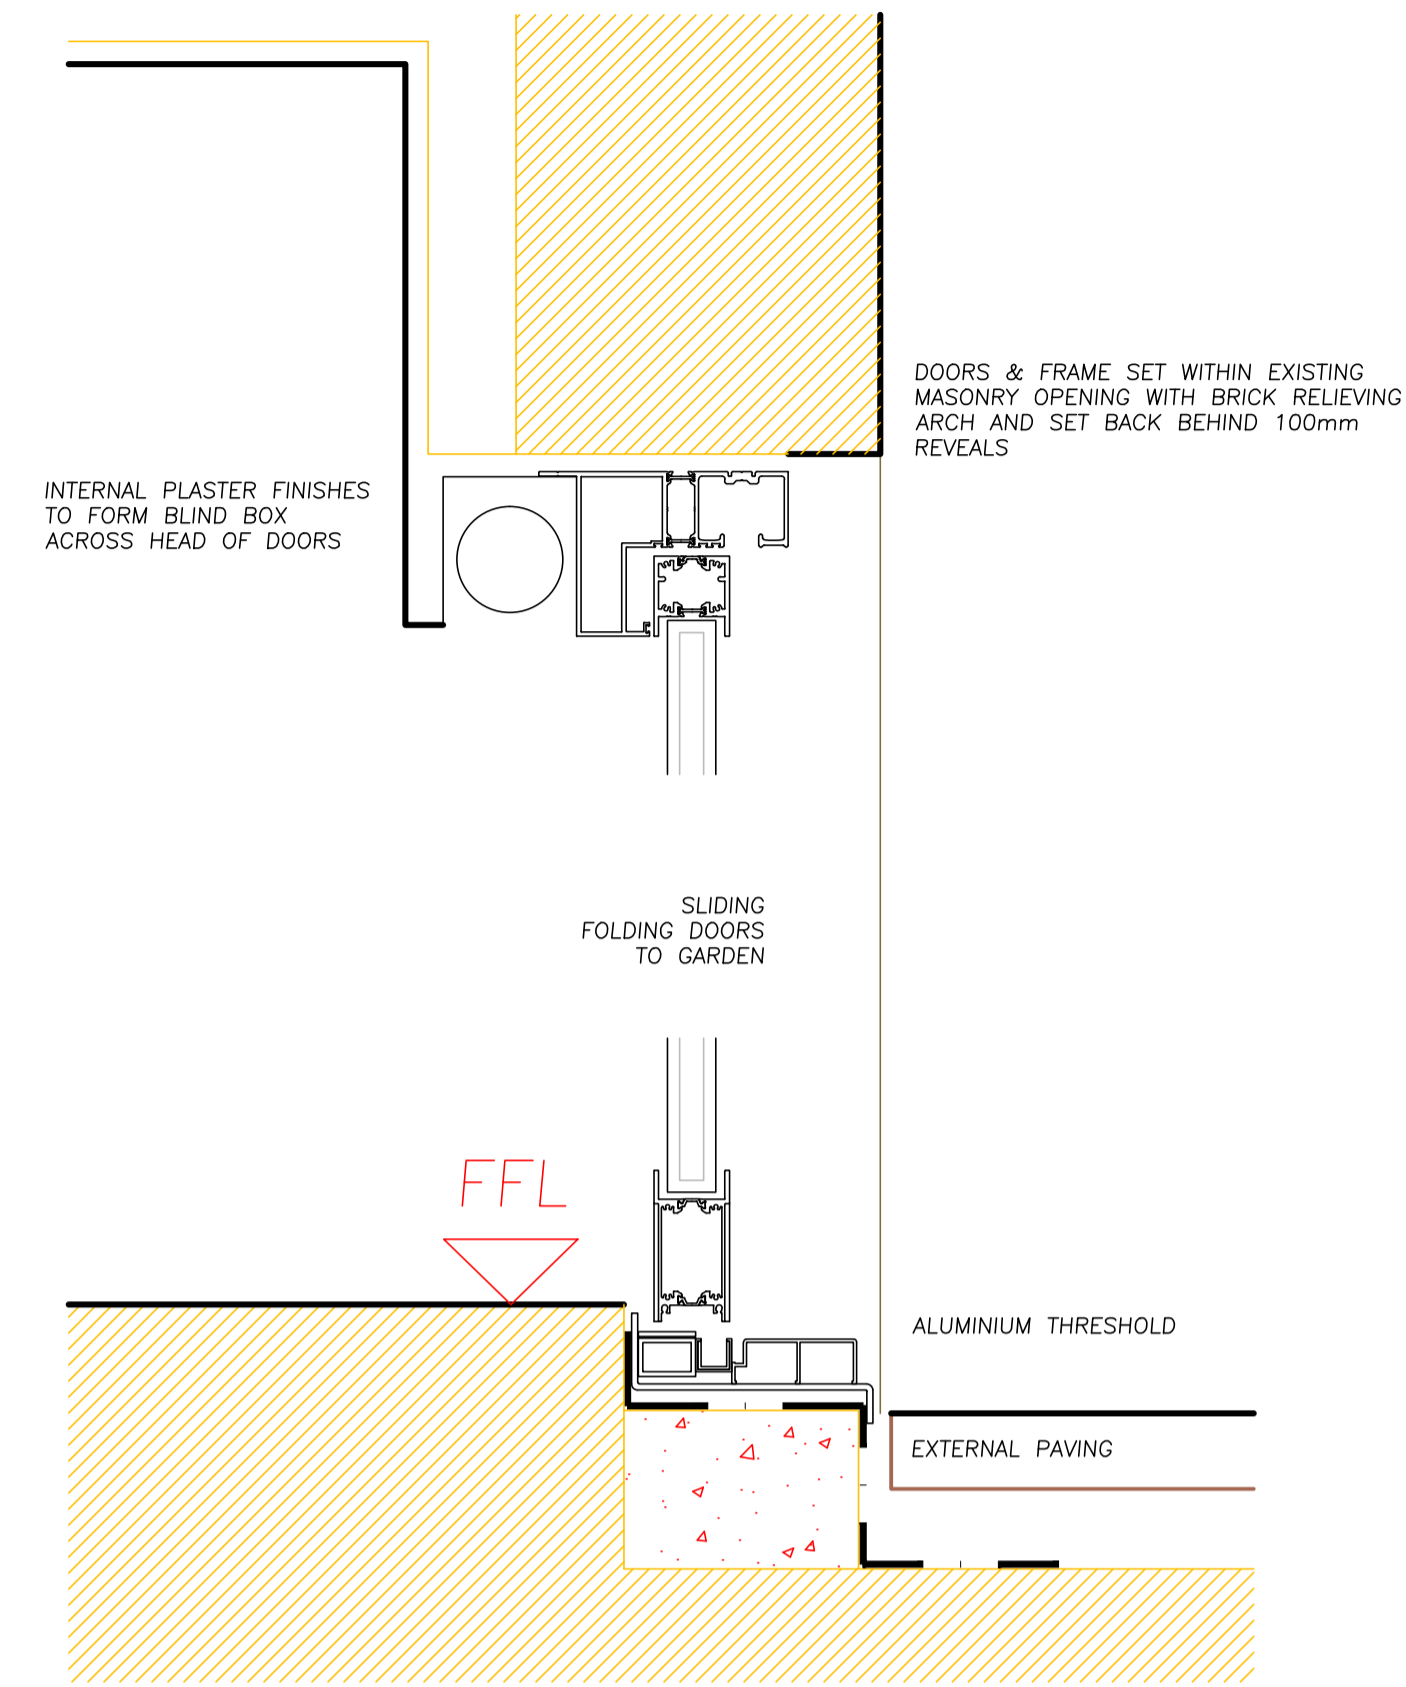 DOORS & FRAME SET WITHIN EXISTING
MASONRY OPENING WITH BRICK RELIEVING
ARCH AND SET BACK BEHIND 100mm
REVEALS
INTERNAL PLASTER FINISHES
TO FORM BLIND BOX
ACROSS HEAD OF DOORS
SLIDING
FOLDING DOORS
TO GARDEN
FFL
ALUMINIUM THRESHOLD
EXTERNAL PAVING